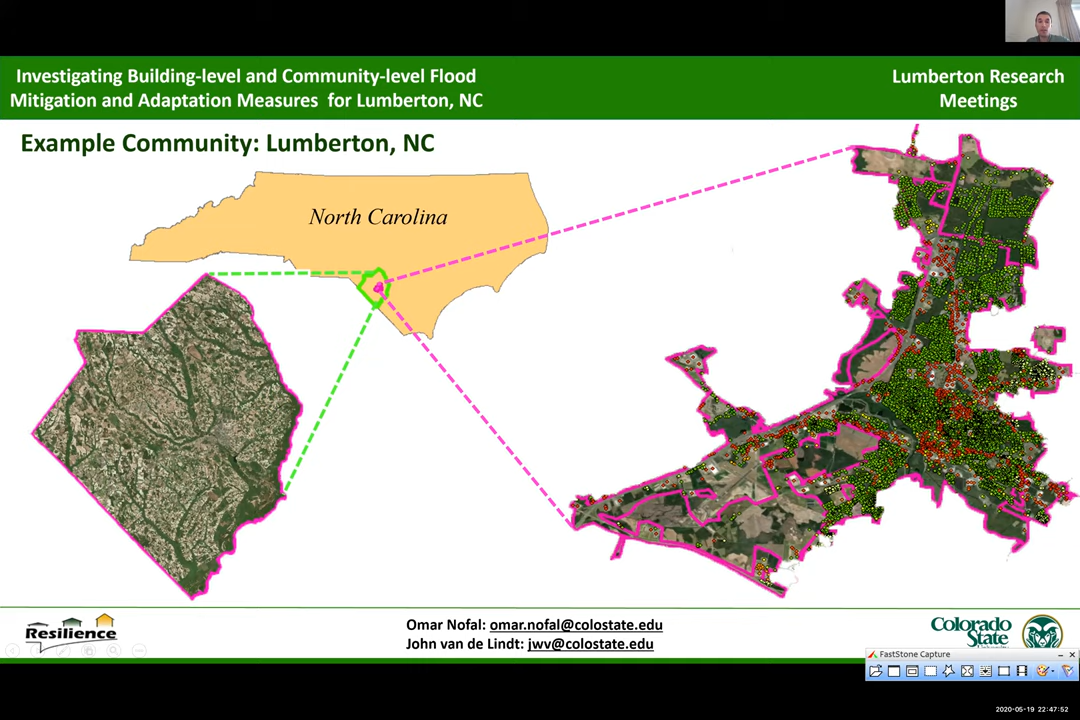 Investigating Building-level and Community-level Flood
Mitigation and Adaptation Measures for Lumberton, NC
Lumberton Research
Meetings
Example Community: Lumberton, NC
North Carolina
Resilience
Omar Nofal: omar.nofal@colostate.edu
John van de Lindt: jwv@colostate.edu
Colorado
State
FastStone Capture
2020-05-19 22:47:52